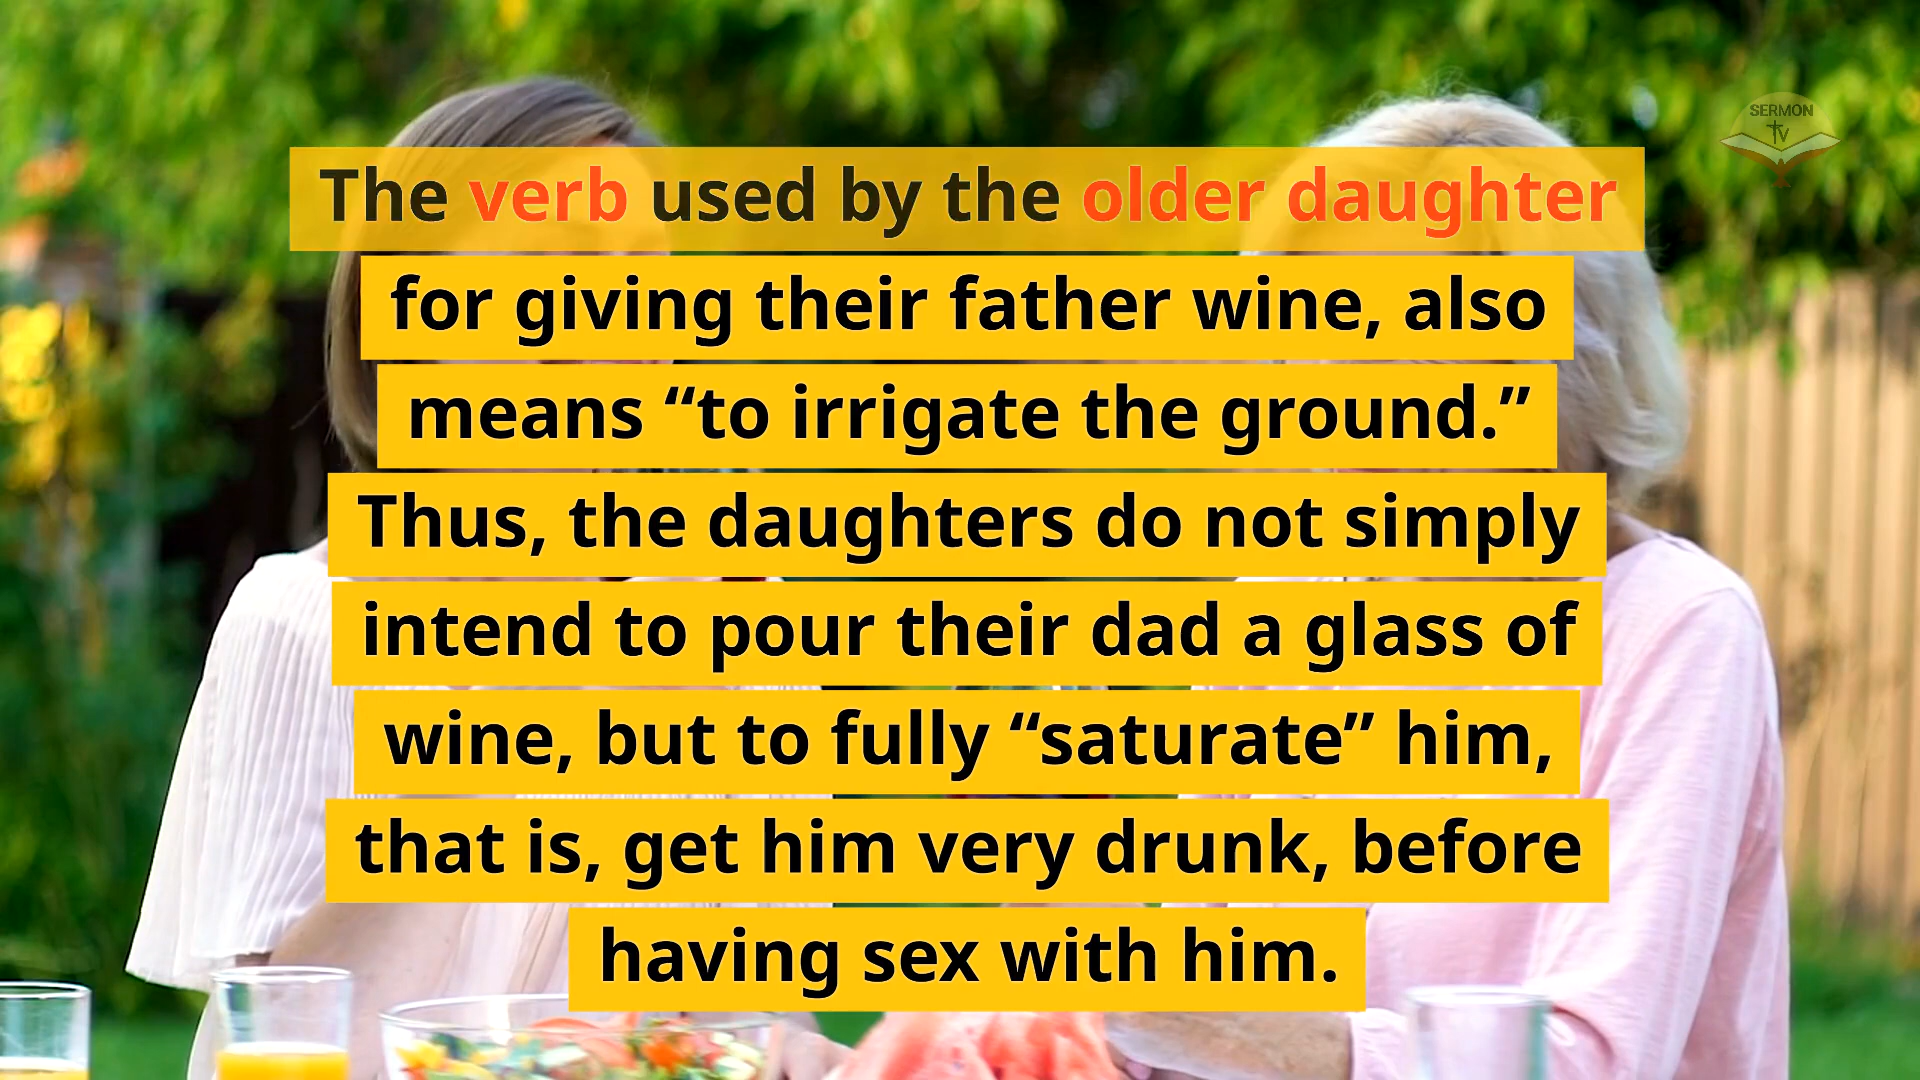 SERMON
TV
The verb used by the older daughter
for giving their father wine, also
means “to irrigate the ground.”
Thus, the daughters do not simply
intend to pour their dad a glass of
wine, but to fully “saturate” him,
that is, get him very drunk, before
having sex with him.